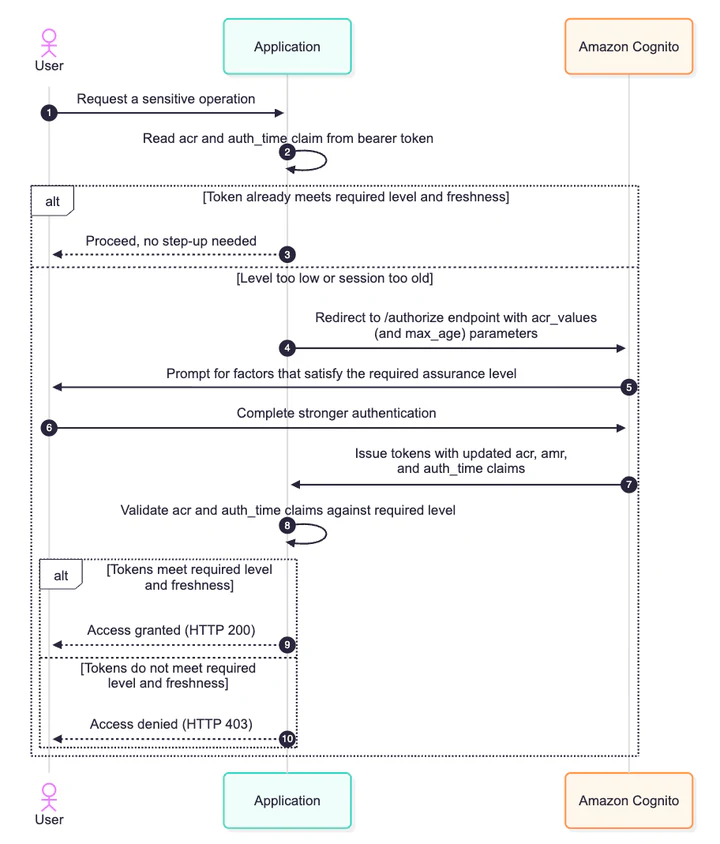 User
Application
Amazon Cognito
Request a sensitive operation
1
Read acr and auth_time claim from bearer token
2
alt
[Token already meets required level and freshness]
Proceed, no step-up needed
3
[Level too low or session too old]
Redirect to /authorize endpoint with acr_values
(and max_age) parameters
4
Prompt for factors that satisfy the required assurance level
5
Complete stronger authentication
6
Issue tokens with updated acr, amr,
and auth_time claims
7
Validate acr and auth_time claims against required level
8
alt
[Tokens meet required level
and freshness]
Access granted (HTTP 200)
9
[Tokens do not meet required
level and freshness]
Access denied (HTTP 403)
10
User
Application
Amazon Cognito